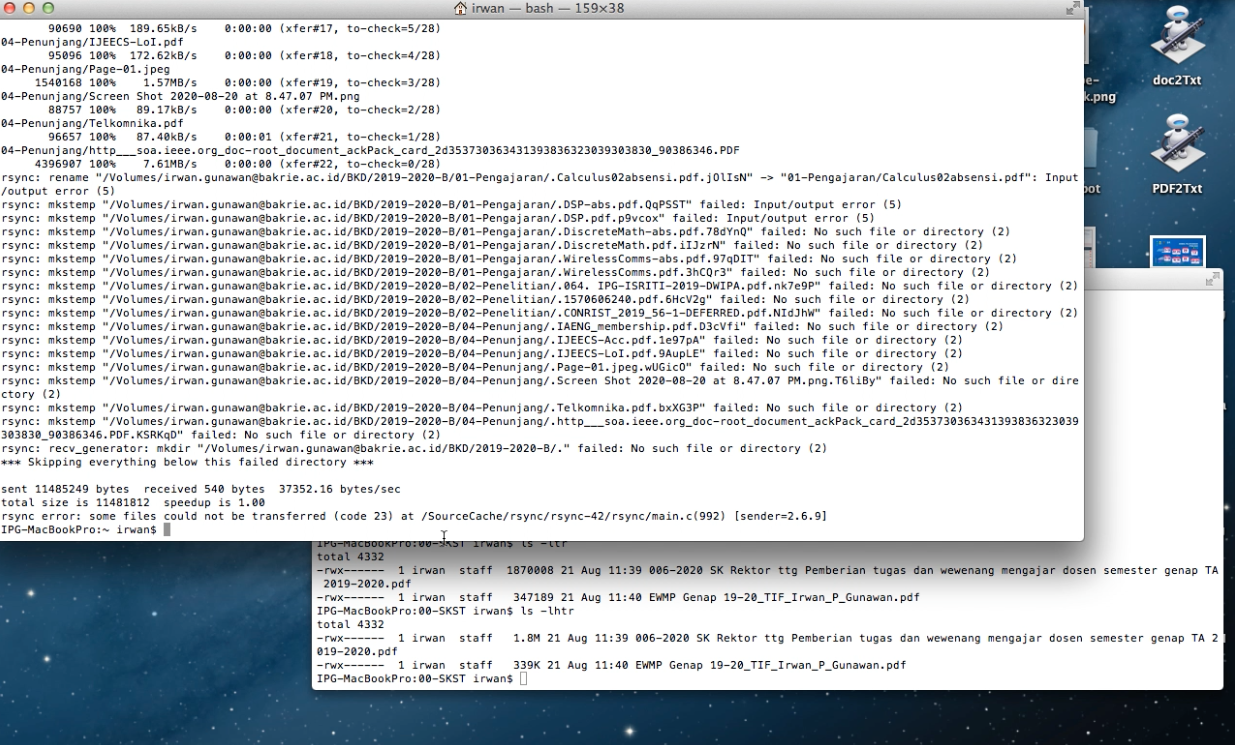 irwan — bash — 159×38
90690 100% 189.65kB/s 0:00:00 (xfer#17, to-check=5/28)
04-Penunjang/IJEECS-LoI.pdf
95096 100% 172.62kB/s 0:00:00 (xfer#18, to-check=4/28)
04-Penunjang/Page-01.jpeg
1540168 100% 1.57MB/s 0:00:00 (xfer#19, to-check=3/28)
04-Penunjang/Screen Shot 2020-08-20 at 8.47.07 PM.png
88757 100% 89.17kB/s 0:00:00 (xfer#20, to-check=2/28)
04-Penunjang/Telkomnika.pdf
96657 100% 87.40kB/s 0:00:01 (xfer#21, to-check=1/28)
04-Penunjang/http___soa.ieee.org_doc-root_document_ackPack_card_2d3537303634313938363230393030383830_90386346.PDF
4396907 100% 7.61MB/s 0:00:00 (xfer#22, to-check=0/28)
rsync: rename "/Volumes/irwan.gunawan@bakrie.ac.id/BKD/2019-2020-B/01-Pengajaran/.Calculus02absensi.pdf.jOlIsN" -> "01-Pengajaran/Calculus02absensi.pdf": Input
/output error (5)
rsync: mkstemp "/Volumes/irwan.gunawan@bakrie.ac.id/BKD/2019-2020-B/01-Pengajaran/.DSP-abs.pdf.QqPSST" failed: Input/output error (5)
rsync: mkstemp "/Volumes/irwan.gunawan@bakrie.ac.id/BKD/2019-2020-B/01-Pengajaran/.DSP.pdf.p9vcox" failed: Input/output error (5)
rsync: mkstemp "/Volumes/irwan.gunawan@bakrie.ac.id/BKD/2019-2020-B/01-Pengajaran/.DiscreteMath-abs.pdf.78dYnQ" failed: No such file or directory (2)
rsync: mkstemp "/Volumes/irwan.gunawan@bakrie.ac.id/BKD/2019-2020-B/01-Pengajaran/.DiscreteMath.pdf.iIJzrN" failed: No such file or directory (2)
rsync: mkstemp "/Volumes/irwan.gunawan@bakrie.ac.id/BKD/2019-2020-B/01-Pengajaran/.WirelessComms-abs.pdf.97qDIT" failed: No such file or directory (2)
rsync: mkstemp "/Volumes/irwan.gunawan@bakrie.ac.id/BKD/2019-2020-B/01-Pengajaran/.WirelessComms.pdf.3hCQr3" failed: No such file or directory (2)
rsync: mkstemp "/Volumes/irwan.gunawan@bakrie.ac.id/BKD/2019-2020-B/02-Penelitian/.064. IPG-ISRITI-2019-DWIPA.pdf.nk7e9P" failed: No such file or directory (2)
rsync: mkstemp "/Volumes/irwan.gunawan@bakrie.ac.id/BKD/2019-2020-B/02-Penelitian/.1570606240.pdf.6HcV2g" failed: No such file or directory (2)
rsync: mkstemp "/Volumes/irwan.gunawan@bakrie.ac.id/BKD/2019-2020-B/02-Penelitian/.CONRIST_2019_56-1-DEFERRED.pdf.NIdJhW" failed: No such file or directory (2)
rsync: mkstemp "/Volumes/irwan.gunawan@bakrie.ac.id/BKD/2019-2020-B/04-Penunjang/.IAENG_membership.pdf.D3cVfi" failed: No such file or directory (2)
rsync: mkstemp "/Volumes/irwan.gunawan@bakrie.ac.id/BKD/2019-2020-B/04-Penunjang/.IJEECS-Acc.pdf.1e97pA" failed: No such file or directory (2)
rsync: mkstemp "/Volumes/irwan.gunawan@bakrie.ac.id/BKD/2019-2020-B/04-Penunjang/.IJEECS-LoI.pdf.9AupLE" failed: No such file or directory (2)
rsync: mkstemp "/Volumes/irwan.gunawan@bakrie.ac.id/BKD/2019-2020-B/04-Penunjang/.Page-01.jpeg.wUGicO" failed: No such file or directory (2)
rsync: mkstemp "/Volumes/irwan.gunawan@bakrie.ac.id/BKD/2019-2020-B/04-Penunjang/.Screen Shot 2020-08-20 at 8.47.07 PM.png.T6liBy" failed: No such file or dire
ctory (2)
rsync: mkstemp "/Volumes/irwan.gunawan@bakrie.ac.id/BKD/2019-2020-B/04-Penunjang/.Telkomnika.pdf.bxXG3P" failed: No such file or directory (2)
rsync: mkstemp "/Volumes/irwan.gunawan@bakrie.ac.id/BKD/2019-2020-B/04-Penunjang/.http___soa.ieee.org_doc-root_document_ackPack_card_2d3537303634313938363230​39
303830_90386346.PDF.KSRKqD" failed: No such file or directory (2)
rsync: recv_generator: mkdir "/Volumes/irwan.gunawan@bakrie.ac.id/BKD/2019-2020-B/." failed: No such file or directory (2)
*** Skipping everything below this failed directory ***
sent 11485249 bytes received 540 bytes 37352.16 bytes/sec
total size is 11481812 speedup is 1.00
rsync error: some files could not be transferred (code 23) at /SourceCache/rsync/rsync-42/rsync/main.c(992) [sender=2.6.9]
IPG-MacBookPro:~ irwan$
IPG-MacBookPro:00-SKST irwan$ ls -ltr
total 4332
-rwx------ 1 irwan staff 1870008 21 Aug 11:39 006-2020 SK Rektor ttg Pemberian tugas dan wewenang mengajar dosen semester genap TA
2019-2020.pdf
-rwx------ 1 irwan staff 347189 21 Aug 11:40 EWMP Genap 19-20_TIF_Irwan_P_Gunawan.pdf
IPG-MacBookPro:00-SKST irwan$ ls -lhtr
total 4332
-rwx------ 1 irwan staff 1.8M 21 Aug 11:39 006-2020 SK Rektor ttg Pemberian tugas dan wewenang mengajar dosen semester genap TA 2
019-2020.pdf
-rwx------ 1 irwan staff 339K 21 Aug 11:40 EWMP Genap 19-20_TIF_Irwan_P_Gunawan.pdf
IPG-MacBookPro:00-SKST irwan$
doc2Txt
k.png
PDF2Txt